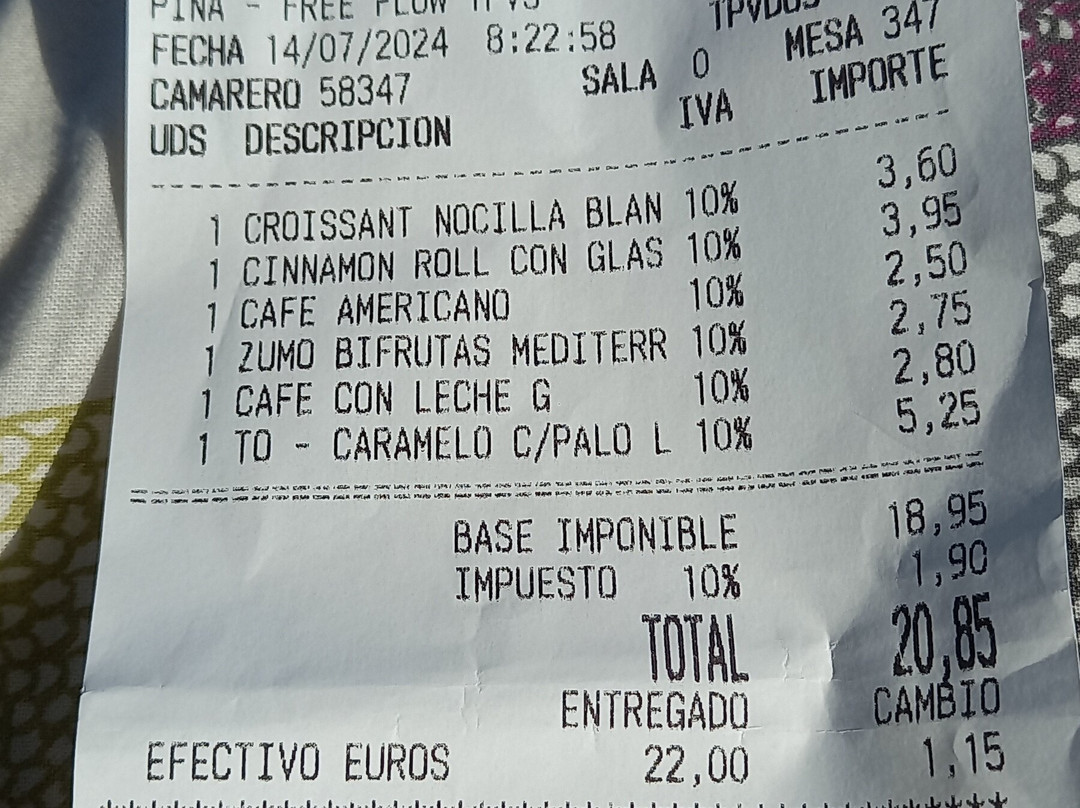 PINA - FREE FLOW TPV3
FECHA 14/07/2024 8:22:58
CAMARERO 58347 SALA 0 MESA 347
UDS DESCRIPCION IVA IMPORTE
1 CROISSANT NOCILLA BLAN 10% 3,60
1 CINNAMON ROLL CON GLAS 10% 3,95
1 CAFE AMERICANO 10% 2,50
1 ZUMO BIFRUTAS MEDITERR 10% 2,75
1 CAFE CON LECHE G 10% 2,80
1 TO - CARAMELO C/PALO L 10% 5,25
BASE IMPONIBLE 18,95
IMPUESTO 10% 1,90
TOTAL 20,85
ENTREGADO CAMBIO
EFECTIVO EUROS 22,00 1,15